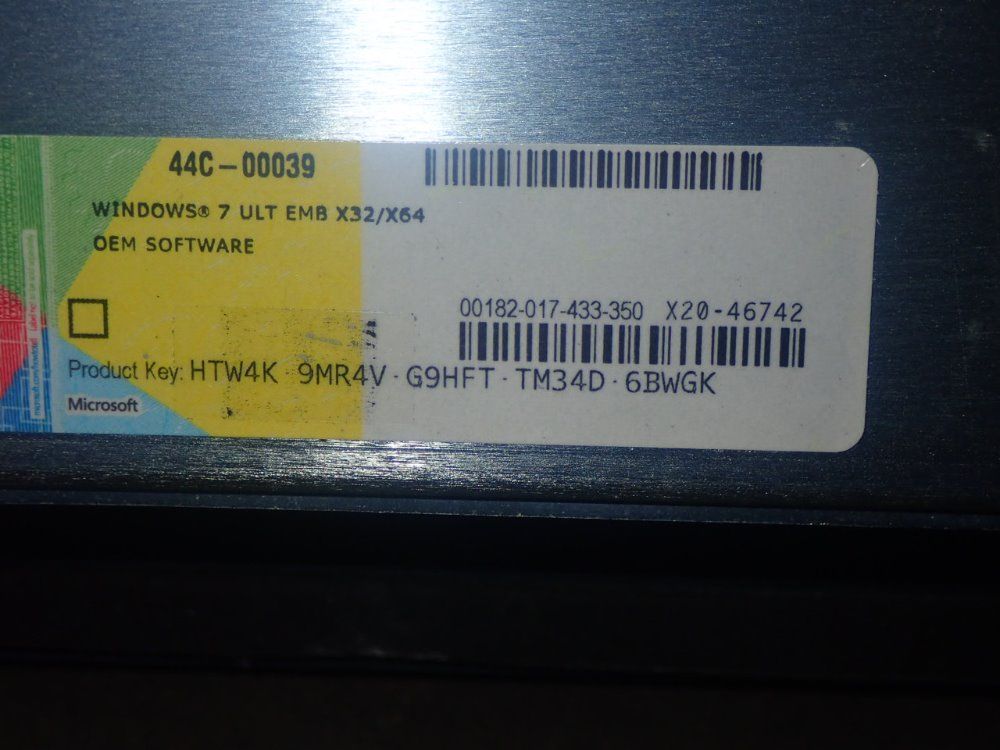 44C-00039
WINDOWS® 7 ULT EMB X32/X64
OEM SOFTWARE
00182-017-433-350 X20-46742
Product Key: HTW4K 9MR4V - G9HFT - TM34D - 6BWGK
Microsoft